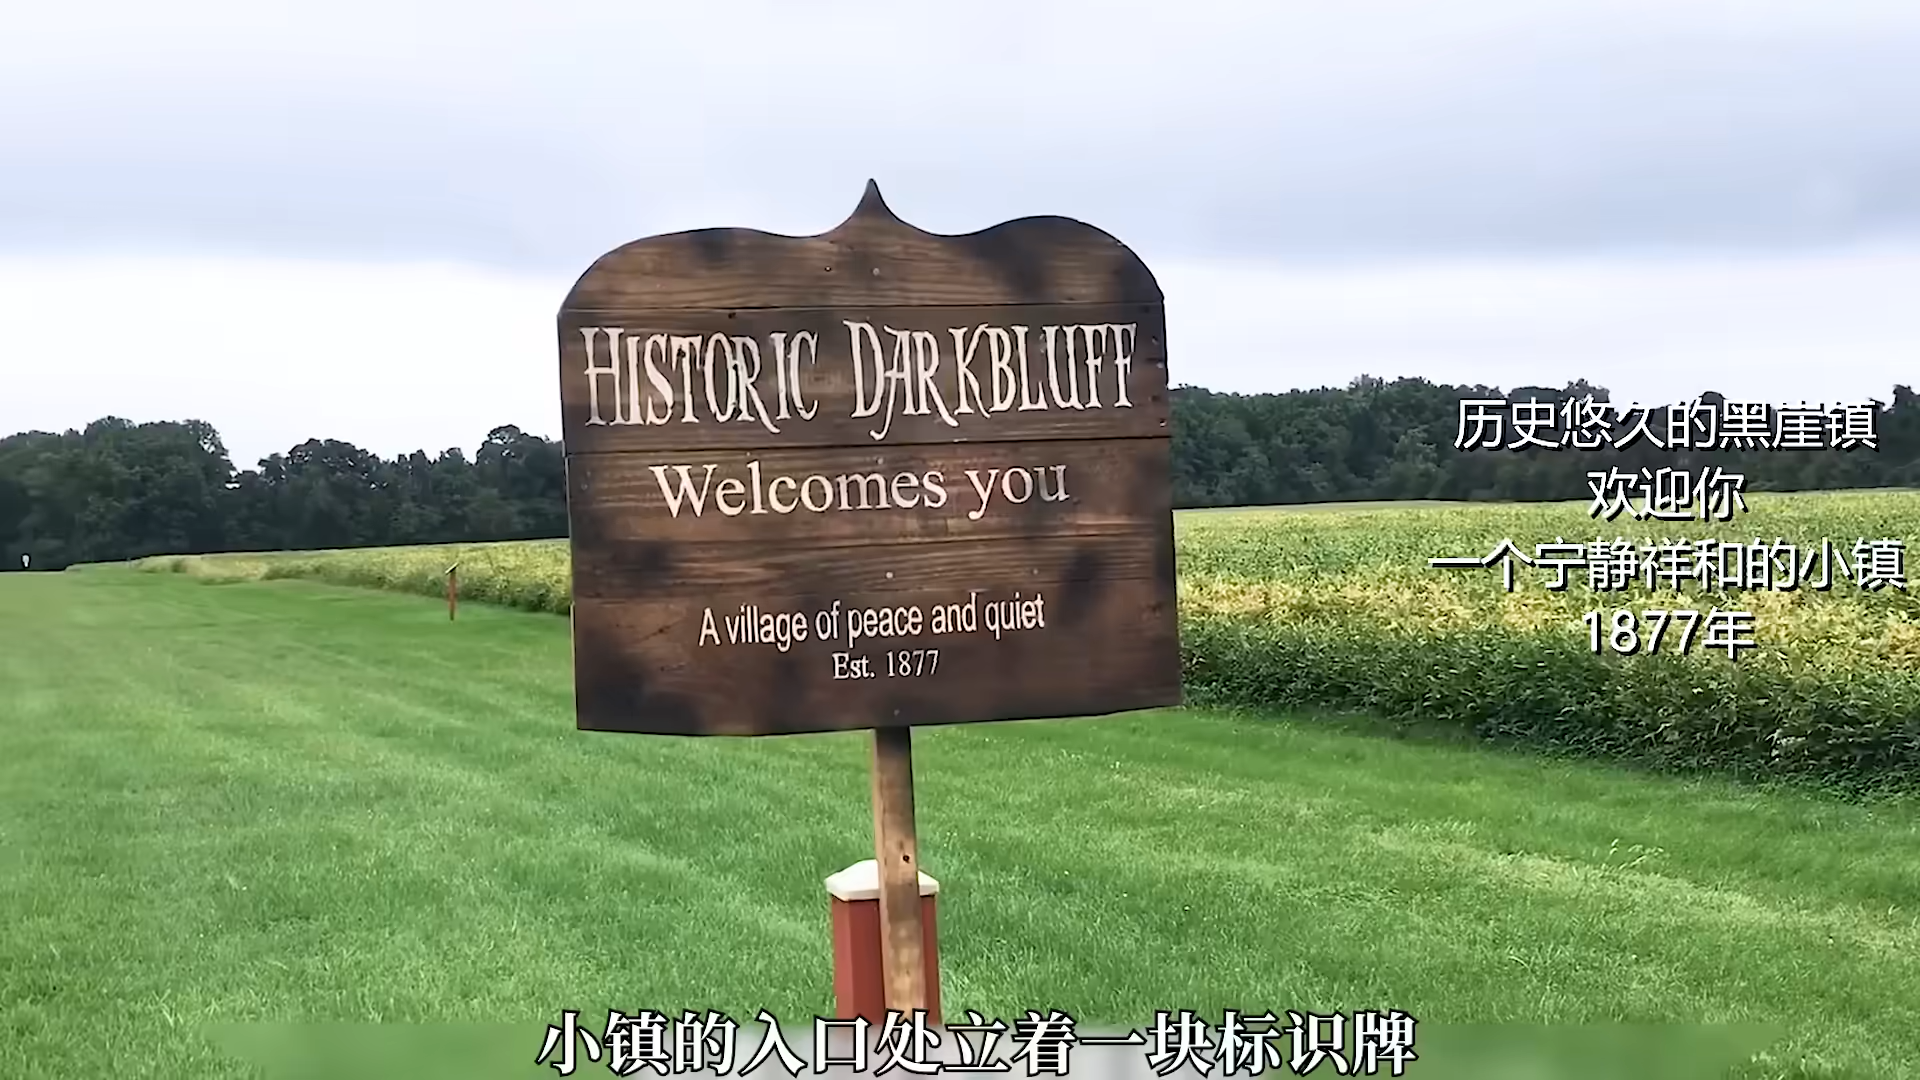 HISTORIC DARKBLUFF
Welcomes you
A village of peace and quiet
Est. 1877
历史悠久的黑崖镇
欢迎你
一个宁静祥和的小镇
1877年
小镇的入口处立着一块标识牌